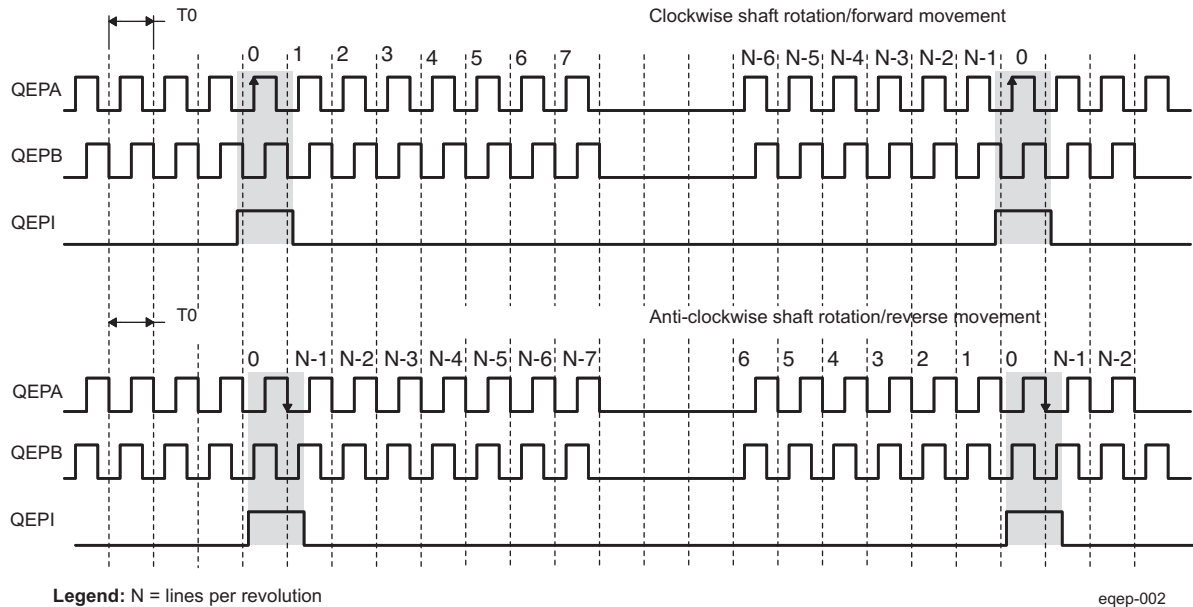 T0
Clockwise shaft rotation/forward movement
0 1 2 3 4 5 6 7 N-6 N-5 N-4 N-3 N-2 N-1 0
QEPA
QEPB
QEPI
T0
Anti-clockwise shaft rotation/reverse movement
0 N-1 N-2 N-3 N-4 N-5 N-6 N-7 6 5 4 3 2 1 0 N-1 N-2
QEPA
QEPB
QEPI
Legend: N = lines per revolution
eqep-002